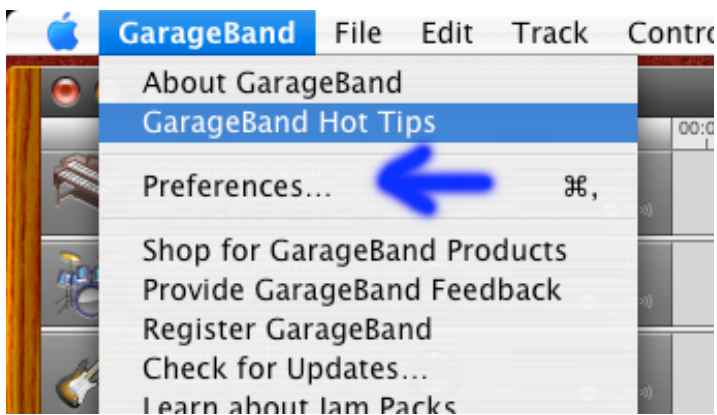 GarageBand File Edit Track Contro
About GarageBand
GarageBand Hot Tips
00:0
Preferences... ⌘,
Shop for GarageBand Products
Provide GarageBand Feedback
Register GarageBand
Check for Updates...
Learn about Jam Packs